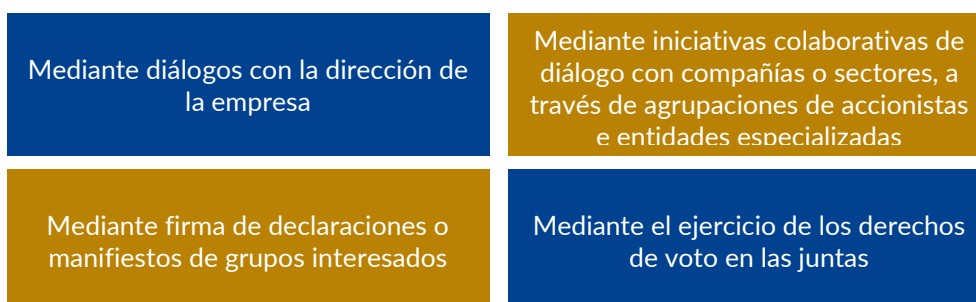 Mediante diálogos con la dirección de
la empresa
Mediante iniciativas colaborativas de
diálogo con compañías o sectores, a
través de agrupaciones de accionistas
e entidades especializadas
Mediante firma de declaraciones o
manifiestos de grupos interesados
Mediante el ejercicio de los derechos
de voto en las juntas